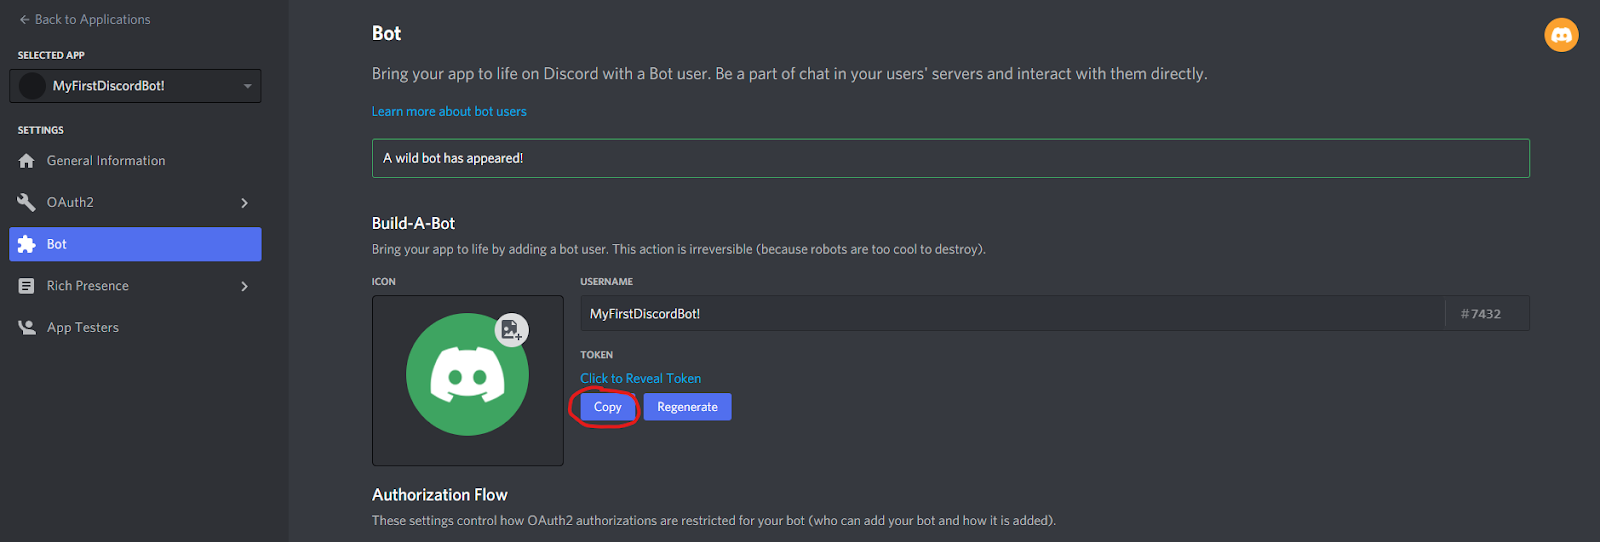 ← Back to Applications
SELECTED APP
MyFirstDiscordBot!
SETTINGS
General Information
OAuth2
Bot
Rich Presence
App Testers
Bot
Bring your app to life on Discord with a Bot user. Be a part of chat in your users' servers and interact with them directly.
Learn more about bot users
A wild bot has appeared!
Build-A-Bot
Bring your app to life by adding a bot user. This action is irreversible (because robots are too cool to destroy).
ICON
USERNAME
MyFirstDiscordBot! #7432
TOKEN
Click to Reveal Token
Copy Regenerate
Authorization Flow
These settings control how OAuth2 authorizations are restricted for your bot (who can add your bot and how it is added).